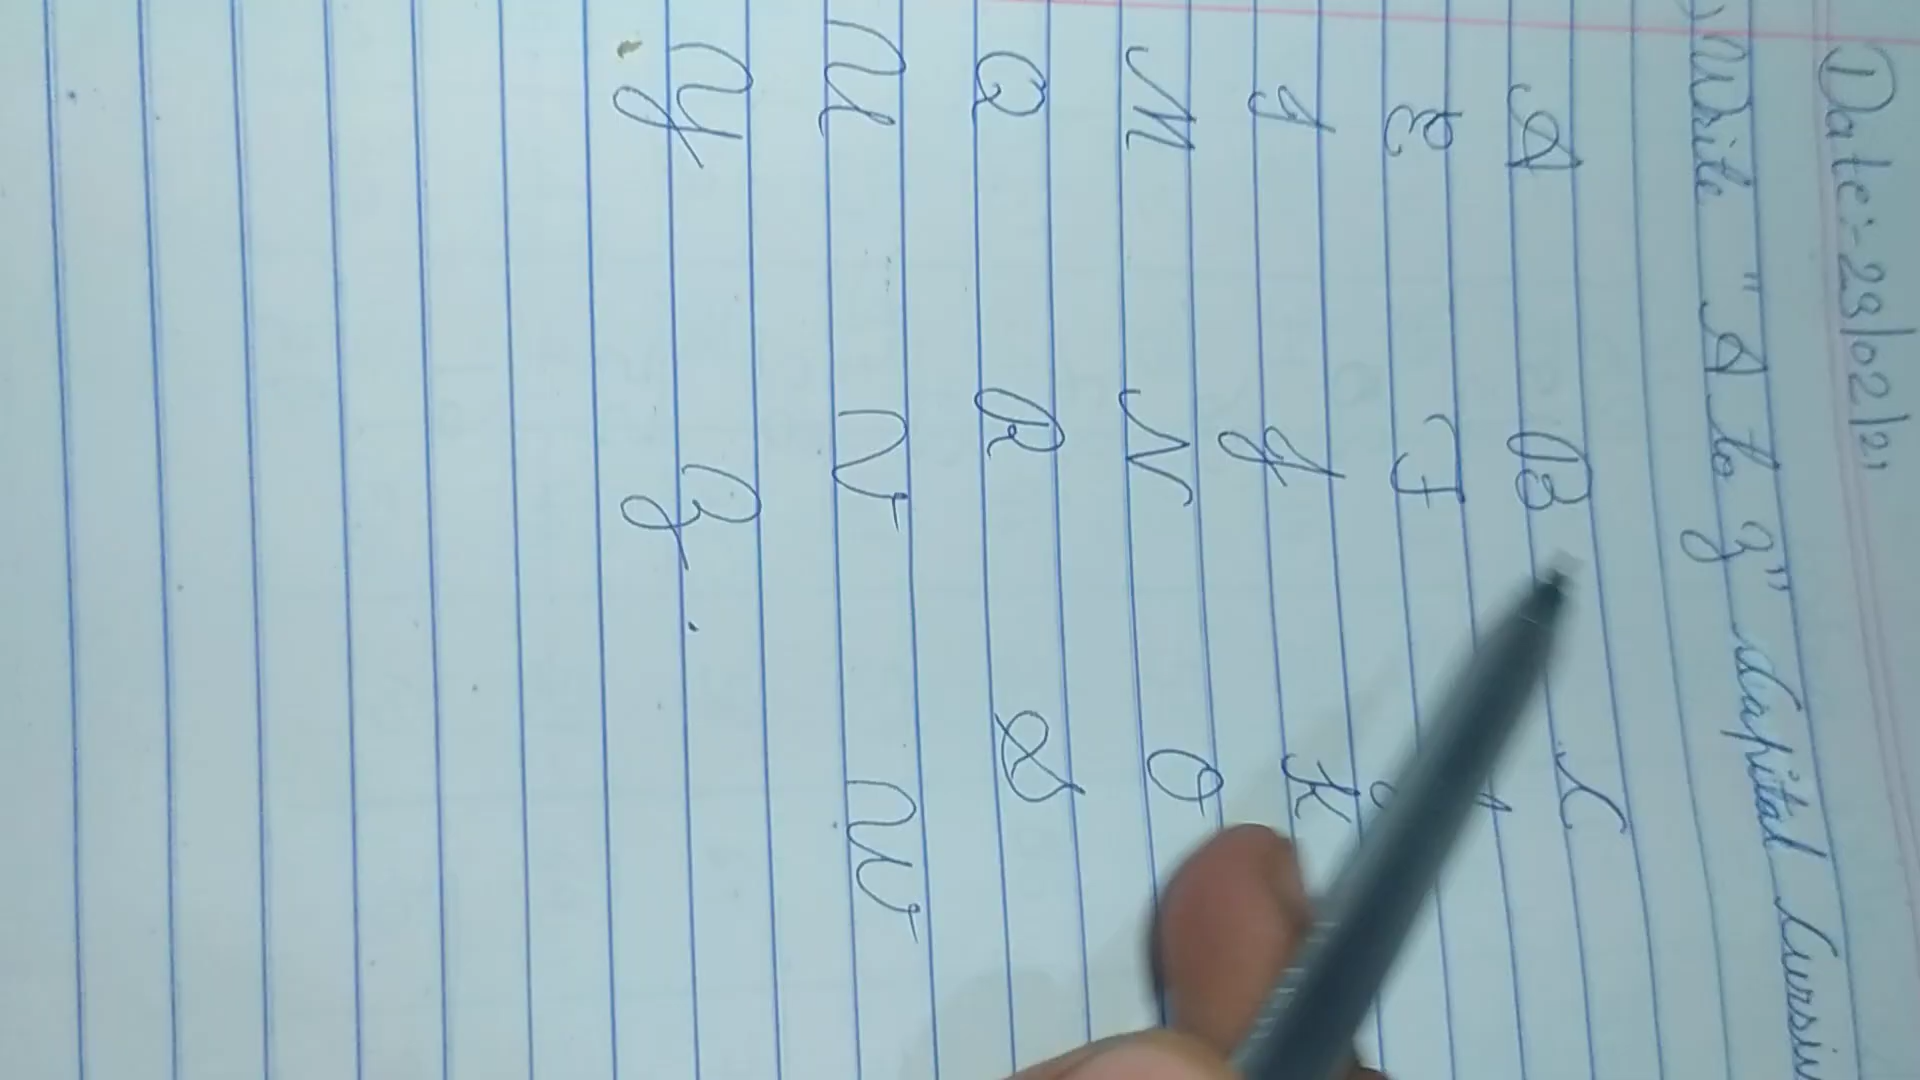 Date:- 23/02/21
) Write " A to Z" Capital Cursiv
A B C
E F
I J K
M N O
Q R S
U V W
Y Z.